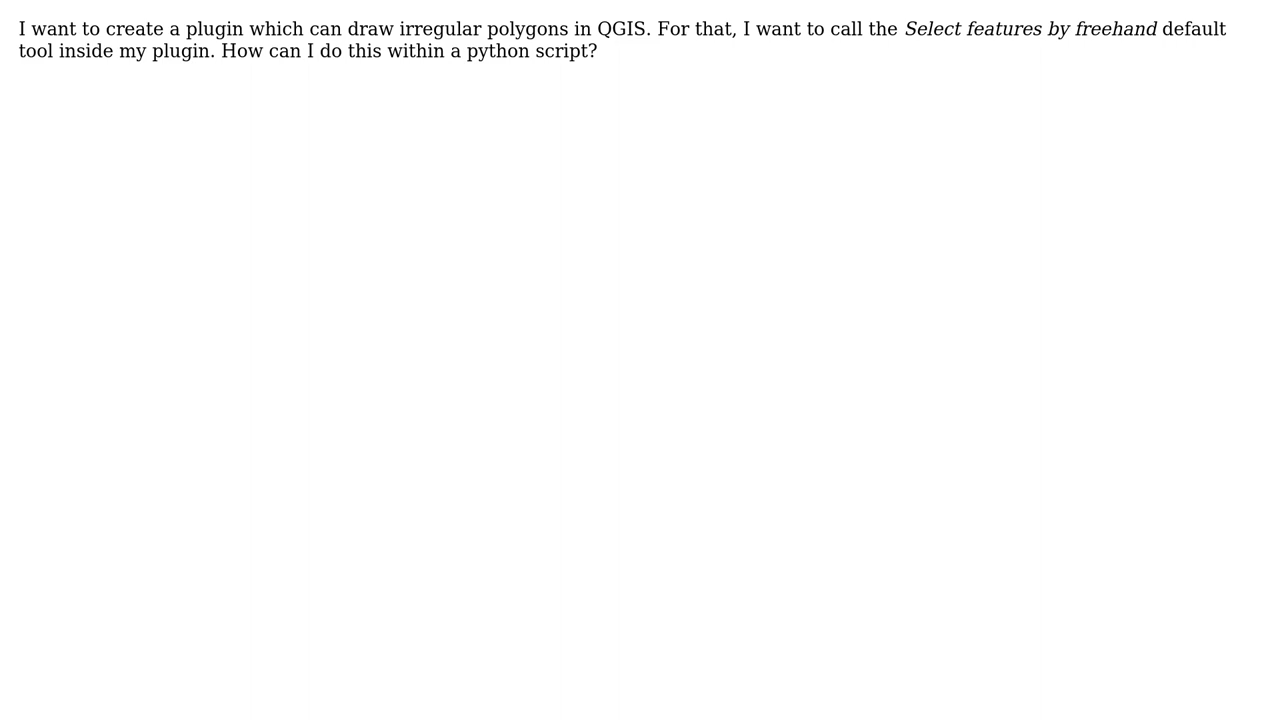 I want to create a plugin which can draw irregular polygons in QGIS. For that, I want to call the Select features by freehand default
tool inside my plugin. How can I do this within a python script?